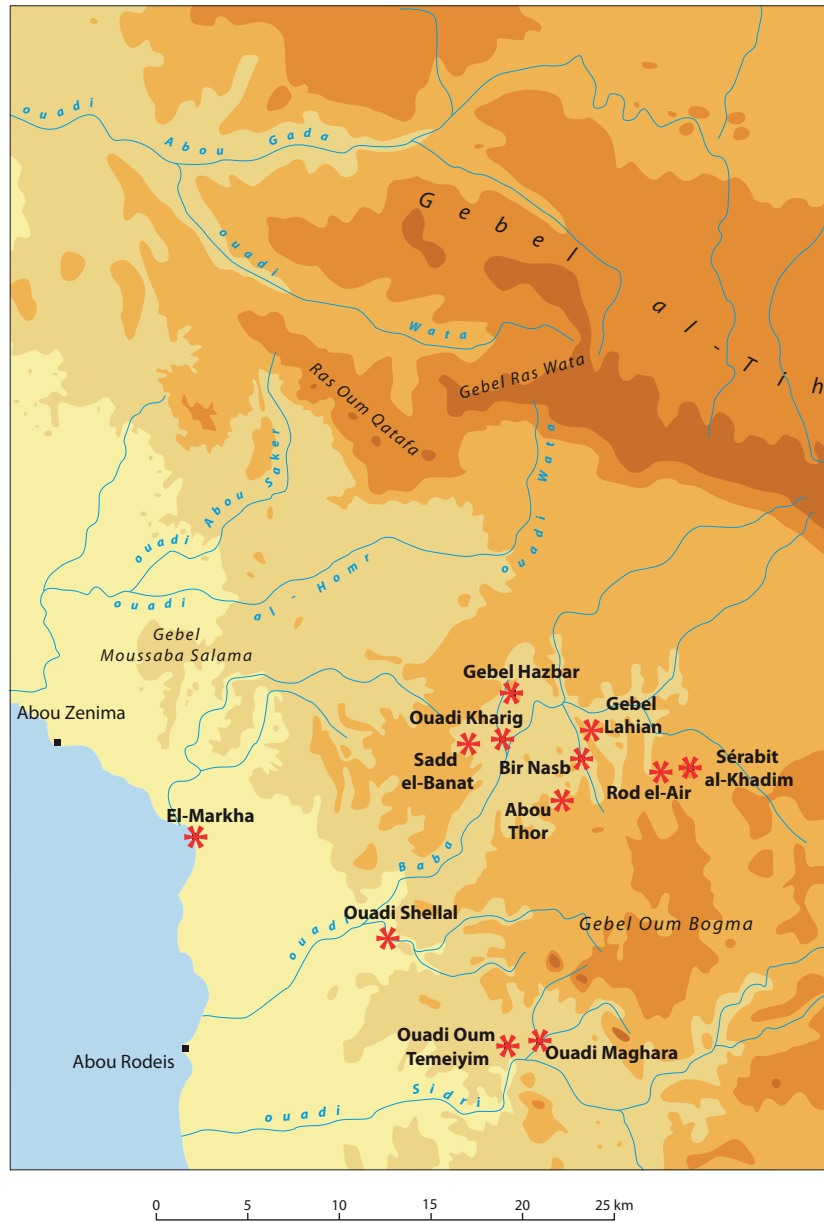 ouadi
Abou Gada
ouadi
Wata
Gebel
al-Tih
Gebel Ras Wata
Ras Oum Qatafa
ouadi Wata
ouadi Abou Saker
ouadi al-Homr
Gebel
Moussaba Salama
Gebel Hazbar
Abou Zenima
Ouadi Kharig
Gebel
Lahian
Sadd
el-Banat
Bir Nasb
Sérabit
al-Khadim
Rod el-Air
Abou
Thor
El-Markha
ouadi Baba
Ouadi Shellal
Gebel Oum Bogma
Abou Rodeis
Ouadi Oum
Temeiyim
Ouadi Maghara
ouadi Sidri
0 5 10 15 20 25 km